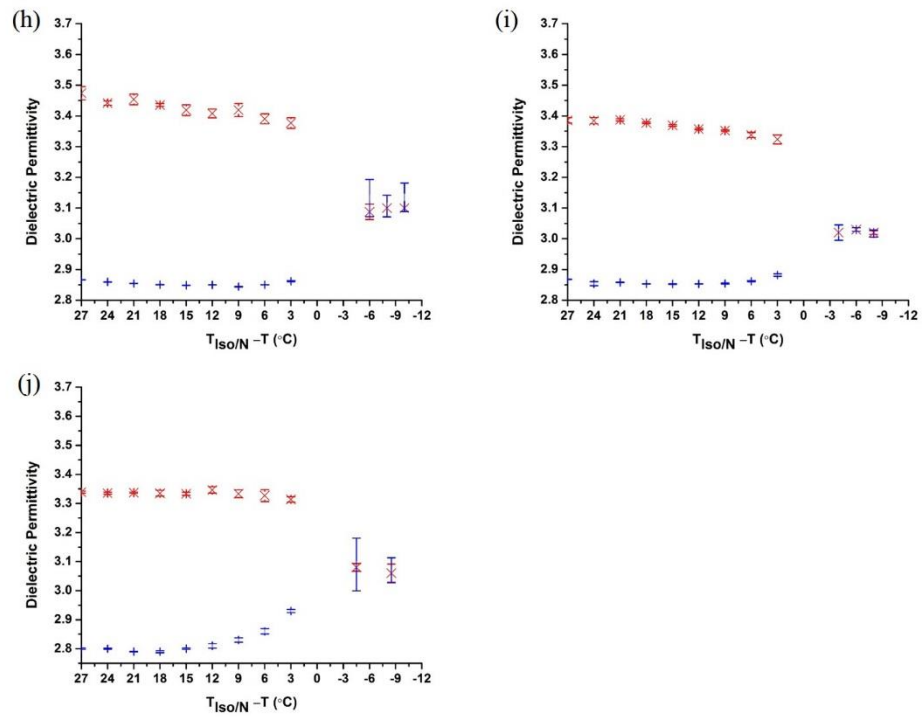 (h)
3.7
3.6
3.5
3.4
3.3
3.2
3.1
3.0
2.9
2.8
Dielectric Permittivity
27 24 21 18 15 12 9 6 3 0 -3 -6 -9 -12
T_Iso/N –T (°C)
(i)
3.7
3.6
3.5
3.4
3.3
3.2
3.1
3.0
2.9
2.8
Dielectric Permittivity
27 24 21 18 15 12 9 6 3 0 -3 -6 -9 -12
T_Iso/N –T (°C)
(j)
3.7
3.6
3.5
3.4
3.3
3.2
3.1
3.0
2.9
2.8
Dielectric Permittivity
27 24 21 18 15 12 9 6 3 0 -3 -6 -9 -12
T_Iso/N –T (°C)